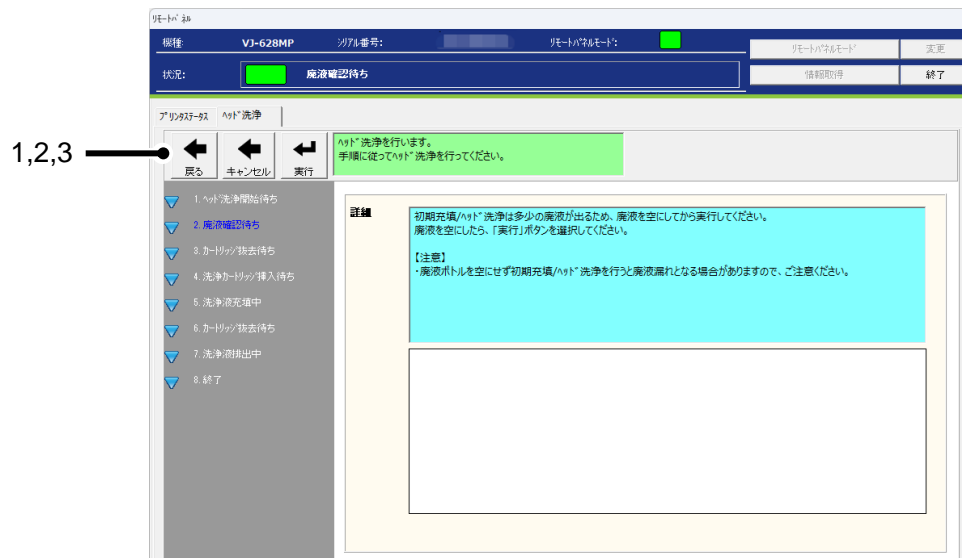 ﾘﾓｰﾄﾊﾟﾈﾙ
機種: VJ-628MP ｼﾘｱﾙ番号: ﾘﾓｰﾄﾊﾟﾈﾙﾓｰﾄﾞ: ﾘﾓｰﾄﾊﾟﾈﾙﾓｰﾄﾞ 変更
状況: 廃液確認待ち 情報取得 終了
ﾌﾟﾘﾝﾀｽﾃｰﾀｽ ﾍｯﾄﾞ洗浄
1,2,3
戻る キャンセル 実行
ﾍｯﾄﾞ洗浄を行います。
手順に従ってﾍｯﾄﾞ洗浄を行ってください。
1. ﾍｯﾄﾞ洗浄開始待ち
2. 廃液確認待ち
3. ｶｰﾄﾘｯｼﾞ抜去待ち
4. 洗浄ｶｰﾄﾘｯｼﾞ挿入待ち
5. 洗浄液充填中
6. ｶｰﾄﾘｯｼﾞ抜去待ち
7. 洗浄液排出中
8. 終了
詳細
初期充填/ﾍｯﾄﾞ洗浄は多少の廃液が出るため、廃液を空にしてから実行してください。
廃液を空にしたら、「実行」ボタンを選択してください。
【注意】
・廃液ボトルを空にせず初期充填/ﾍｯﾄﾞ洗浄を行うと廃液漏れとなる場合がありますので、ご注意ください。